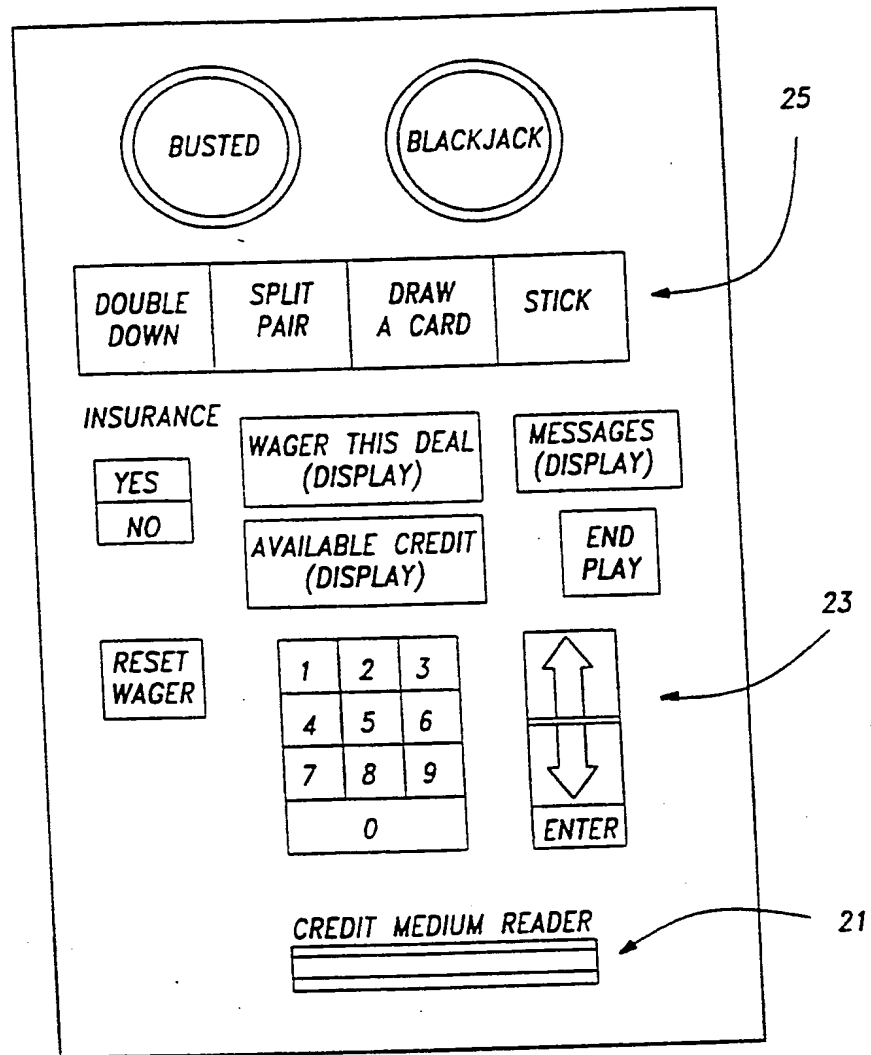 BUSTED
BLACKJACK
25
DOUBLE
DOWN
SPLIT
PAIR
DRAW
A CARD
STICK
INSURANCE
YES
NO
WAGER THIS DEAL
(DISPLAY)
MESSAGES
(DISPLAY)
AVAILABLE CREDIT
(DISPLAY)
END
PLAY
23
RESET
WAGER
1 2 3
4 5 6
7 8 9
0
ENTER
CREDIT MEDIUM READER
21